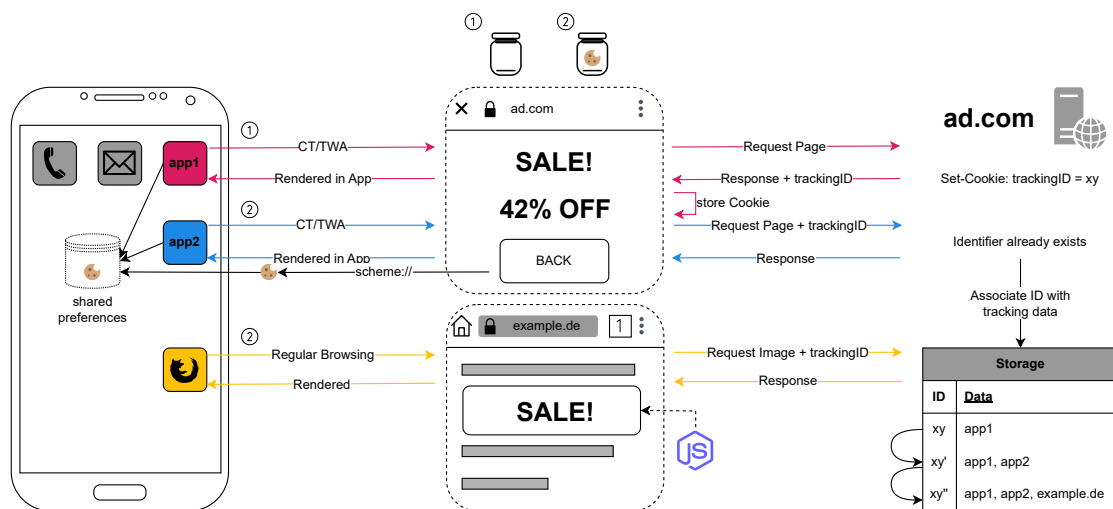 1
2
ad.com
SALE!
42% OFF
BACK
1
CT/TWA
Rendered in App
2
CT/TWA
Rendered in App
scheme://
app1
app2
shared
preferences
2
Regular Browsing
Rendered
example.de
1
SALE!
JS
Request Page
Response + trackingID
store Cookie
Request Page + trackingID
Response
Request Image + trackingID
Response
ad.com
Set-Cookie: trackingID = xy
Identifier already exists
Associate ID with
tracking data
Storage
ID Data
xy app1
xy' app1, app2
xy" app1, app2, example.de